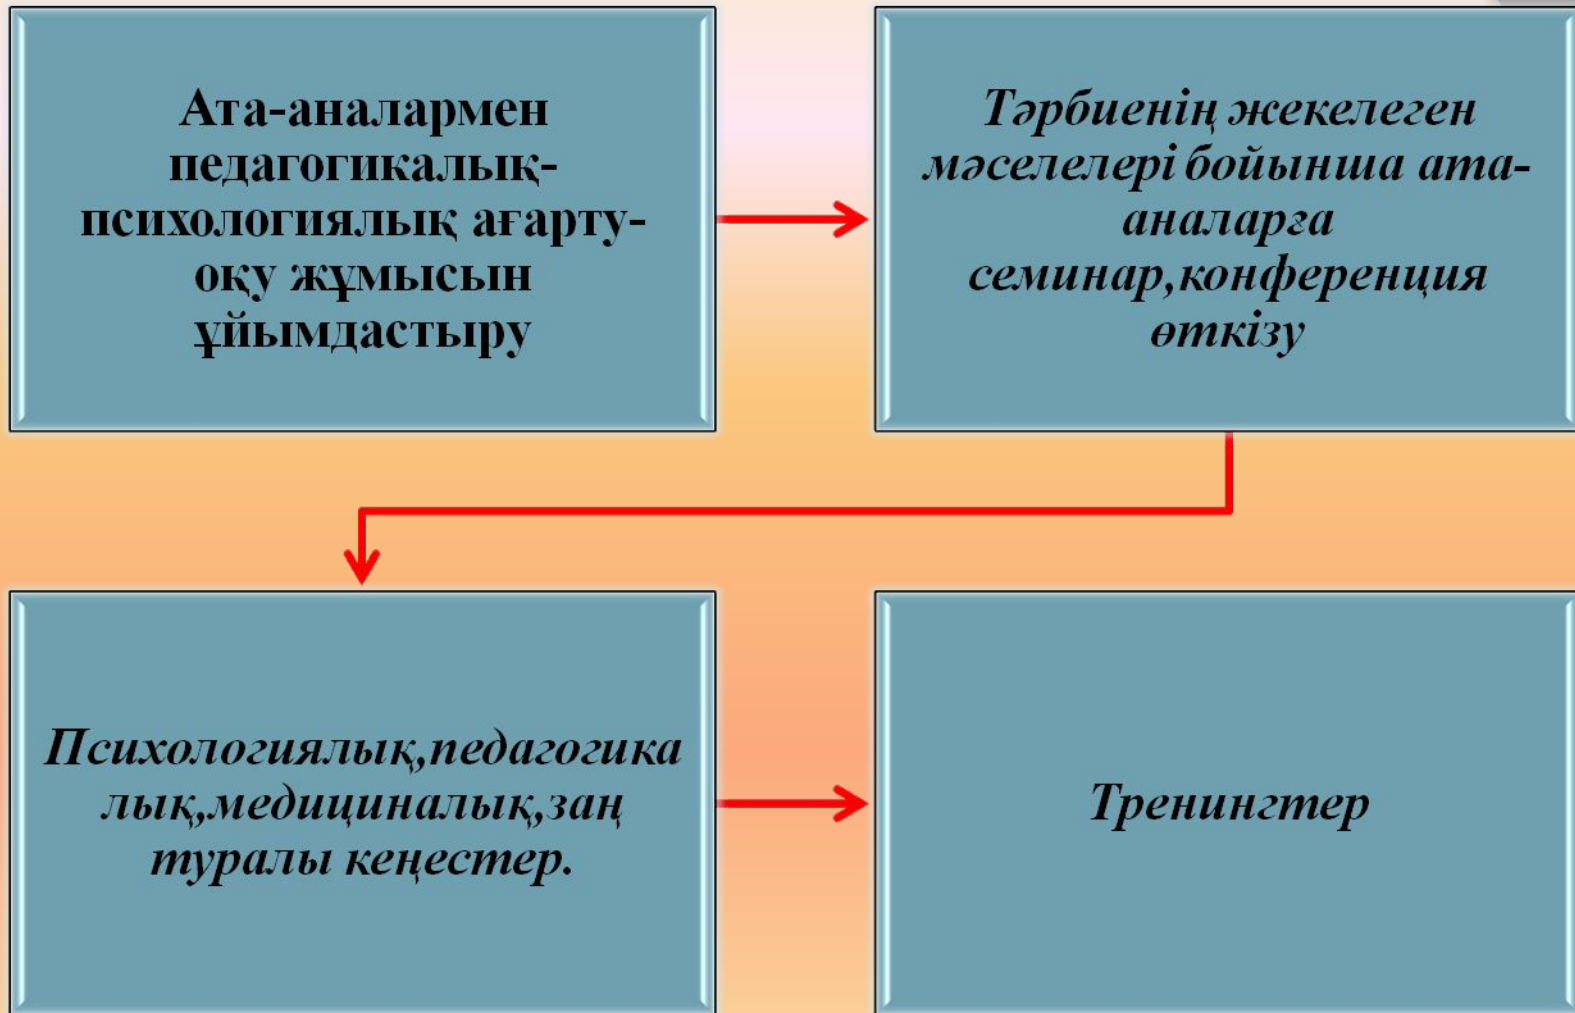 Ата-аналармен
педагогикалық-
психологиялық ағарту-
оқу жұмысын
ұйымдастыру
Тәрбиенің жекелеген
мәселелері бойынша ата-
аналарға
семинар,конференция
өткізу
Психологиялық,педагогика
лық,медициналық,заң
туралы кеңестер.
Тренингтер